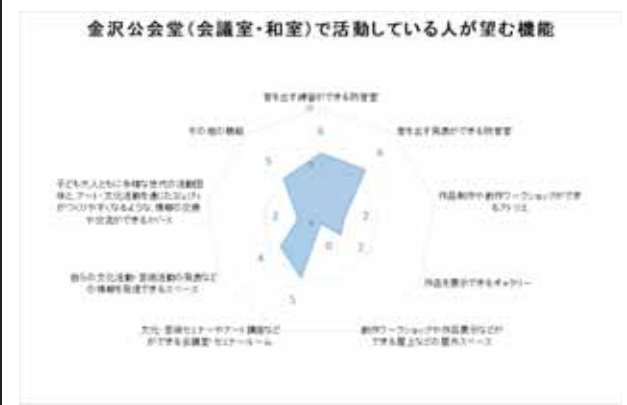 金沢公会堂（会議室・和室）で活動している人が望む機能
音を出す練習ができる防音室
その他の機能
音を出す発表ができる防音室
6
6
5
子ども大人ともに多様な世代の活動団
体と、アート・文化活動を通じたコミュニティ
がつくりやすくなるような、情報の交換
や交流ができるスペース
作品制作や創作ワークショップができ
るアトリエ
2
2
4
2
0
自らの文化活動・芸術活動の発表など
の情報を発信できるスペース
作品を展示できるギャラリー
5
文化・芸術セミナーやアート講座など
ができる会議室・セミナールーム
創作ワークショップや作品展示などが
できる屋上などの屋外スペース